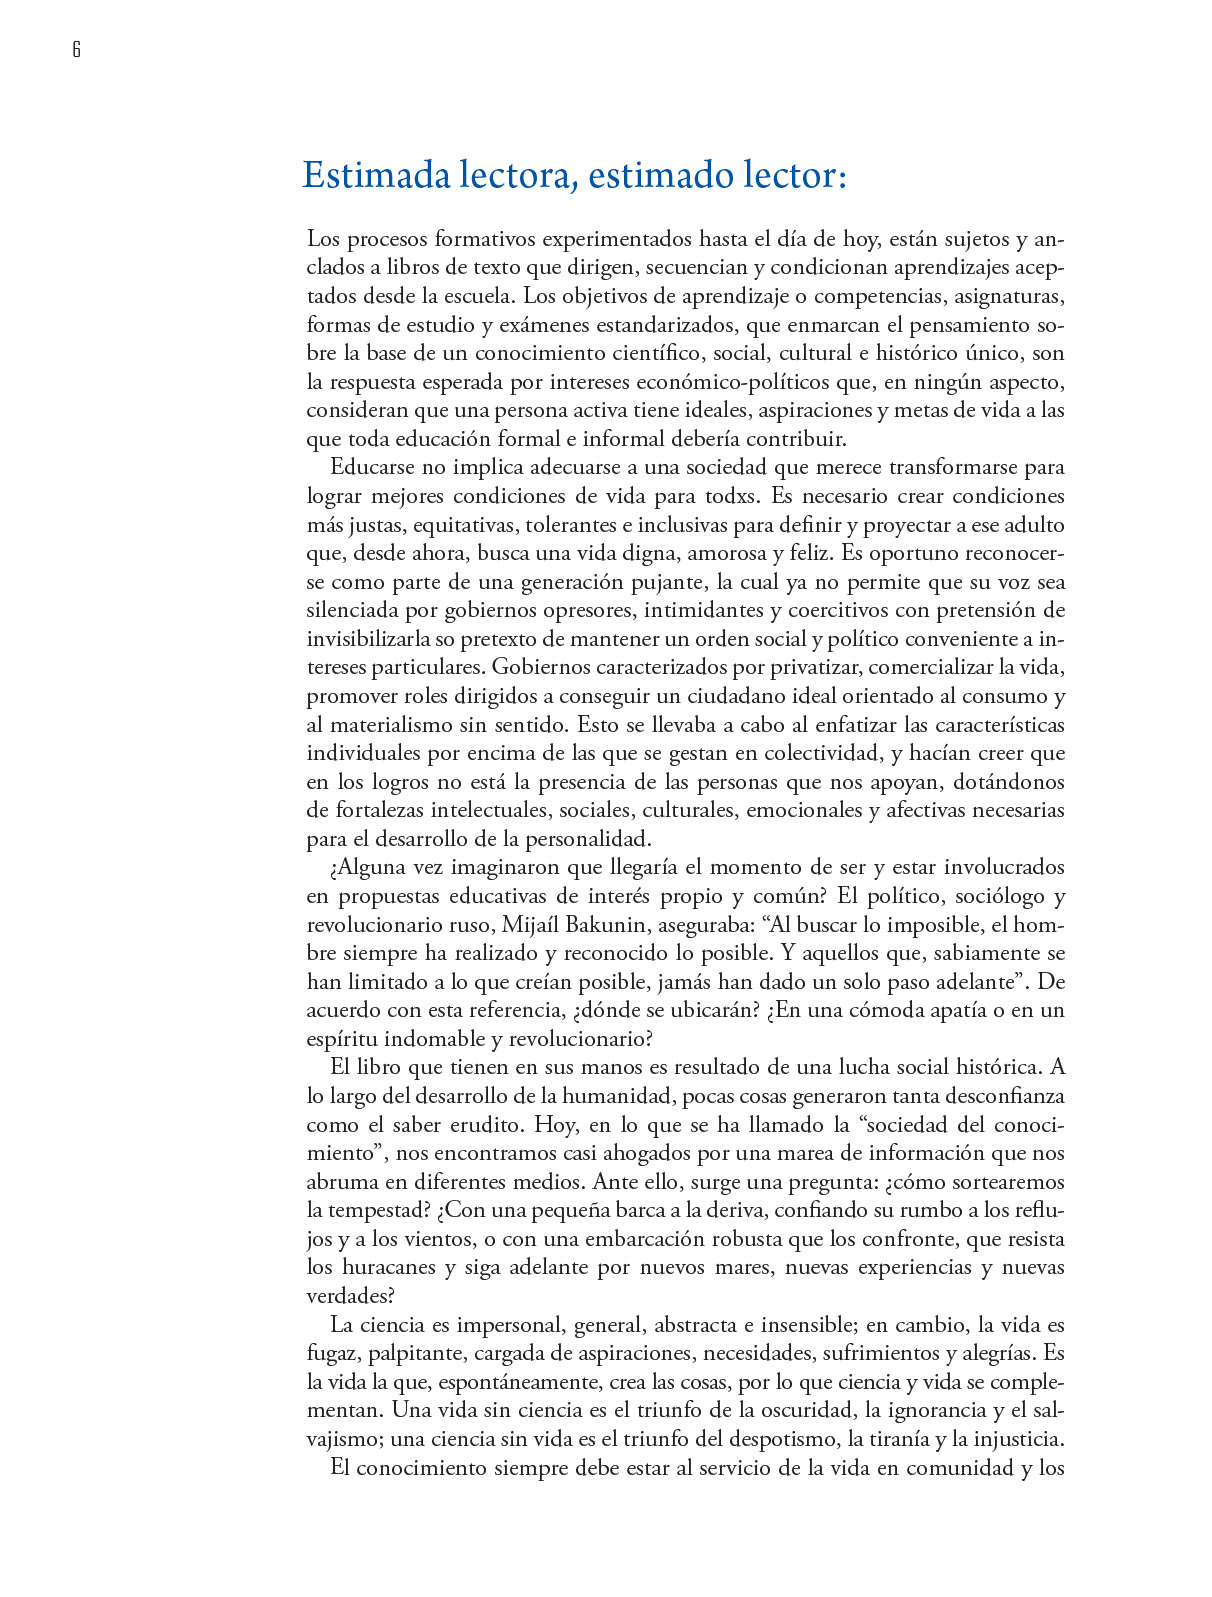 6
Estimada lectora, estimado lector:
Los procesos formativos experimentados hasta el día de hoy, están sujetos y an-
clados a libros de texto que dirigen, secuencian y condicionan aprendizajes acep-
tados desde la escuela. Los objetivos de aprendizaje o competencias, asignaturas,
formas de estudio y exámenes estandarizados, que enmarcan el pensamiento so-
bre la base de un conocimiento científico, social, cultural e histórico único, son
la respuesta esperada por intereses económico-políticos que, en ningún aspecto,
consideran que una persona activa tiene ideales, aspiraciones y metas de vida a las
que toda educación formal e informal debería contribuir.
Educarse no implica adecuarse a una sociedad que merece transformarse para
lograr mejores condiciones de vida para todxs. Es necesario crear condiciones
más justas, equitativas, tolerantes e inclusivas para definir y proyectar a ese adulto
que, desde ahora, busca una vida digna, amorosa y feliz. Es oportuno reconocer-
se como parte de una generación pujante, la cual ya no permite que su voz sea
silenciada por gobiernos opresores, intimidantes y coercitivos con pretensión de
invisibilizarla so pretexto de mantener un orden social y político conveniente a in-
tereses particulares. Gobiernos caracterizados por privatizar, comercializar la vida,
promover roles dirigidos a conseguir un ciudadano ideal orientado al consumo y
al materialismo sin sentido. Esto se llevaba a cabo al enfatizar las características
individuales por encima de las que se gestan en colectividad, y hacían creer que
en los logros no está la presencia de las personas que nos apoyan, dotándonos
de fortalezas intelectuales, sociales, culturales, emocionales y afectivas necesarias
para el desarrollo de la personalidad.
¿Alguna vez imaginaron que llegaría el momento de ser y estar involucrados
en propuestas educativas de interés propio y común? El político, sociólogo y
revolucionario ruso, Mijaíl Bakunin, aseguraba: “Al buscar lo imposible, el hom-
bre siempre ha realizado y reconocido lo posible. Y aquellos que, sabiamente se
han limitado a lo que creían posible, jamás han dado un solo paso adelante”. De
acuerdo con esta referencia, ¿dónde se ubicarán? ¿En una cómoda apatía o en un
espíritu indomable y revolucionario?
El libro que tienen en sus manos es resultado de una lucha social histórica. A
lo largo del desarrollo de la humanidad, pocas cosas generaron tanta desconfianza
como el saber erudito. Hoy, en lo que se ha llamado la “sociedad del conoci-
miento”, nos encontramos casi ahogados por una marea de información que nos
abruma en diferentes medios. Ante ello, surge una pregunta: ¿cómo sortearemos
la tempestad? ¿Con una pequeña barca a la deriva, confiando su rumbo a los reflu-
jos y a los vientos, o con una embarcación robusta que los confronte, que resista
los huracanes y siga adelante por nuevos mares, nuevas experiencias y nuevas
verdades?
La ciencia es impersonal, general, abstracta e insensible; en cambio, la vida es
fugaz, palpitante, cargada de aspiraciones, necesidades, sufrimientos y alegrías. Es
la vida la que, espontáneamente, crea las cosas, por lo que ciencia y vida se comple-
mentan. Una vida sin ciencia es el triunfo de la oscuridad, la ignorancia y el sal-
vajismo; una ciencia sin vida es el triunfo del despotismo, la tiranía y la injusticia.
El conocimiento siempre debe estar al servicio de la vida en comunidad y los